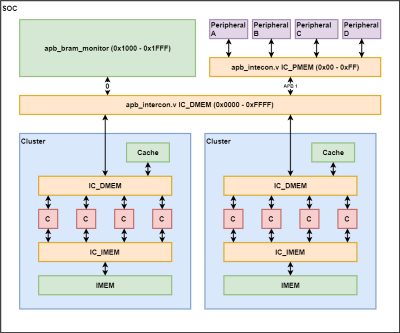 SOC
apb_bram_monitor (0x1000 - 0x1FFF)
Peripheral
A
Peripheral
B
Peripheral
C
Peripheral
D
apb_intecon.v IC_PMEM (0x00 - 0xFF)
0
APB 1
apb_intercon.v IC_DMEM (0x0000 - 0xFFFF)
Cluster
Cache
IC_DMEM
C
C
C
C
IC_IMEM
IMEM
Cluster
Cache
IC_DMEM
C
C
C
C
IC_IMEM
IMEM